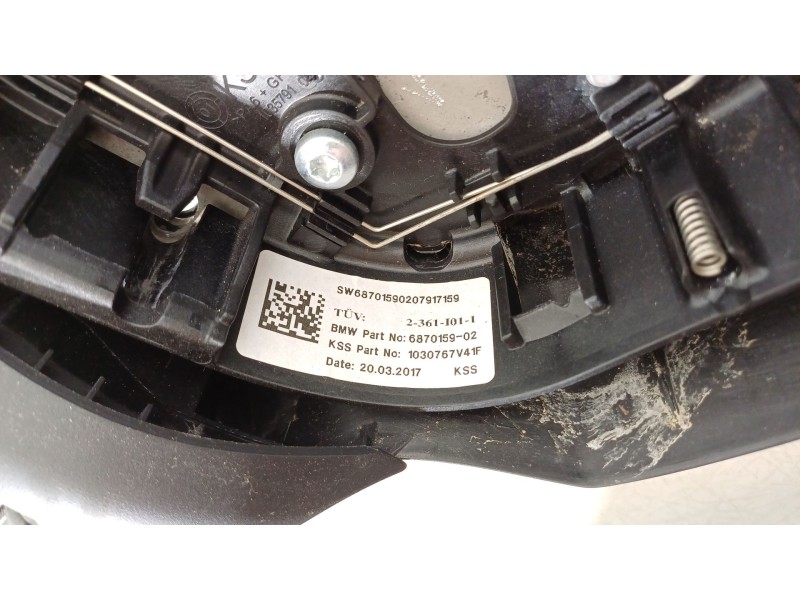 SW68701590207917159
TÜV: 2-361-I01-1
BMW Part No: 6870159-02
KSS Part No: 1030767V41F
Date: 20.03.2017 KSS